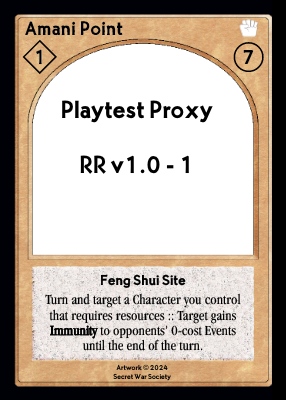 Amani Point
1
7
Playtest Proxy
RR v1.0 - 1
Feng Shui Site
Turn and target a Character you control
that requires resources :: Target gains
Immunity to opponents' 0-cost Events
until the end of the turn.
Artwork © 2024
Secret War Society